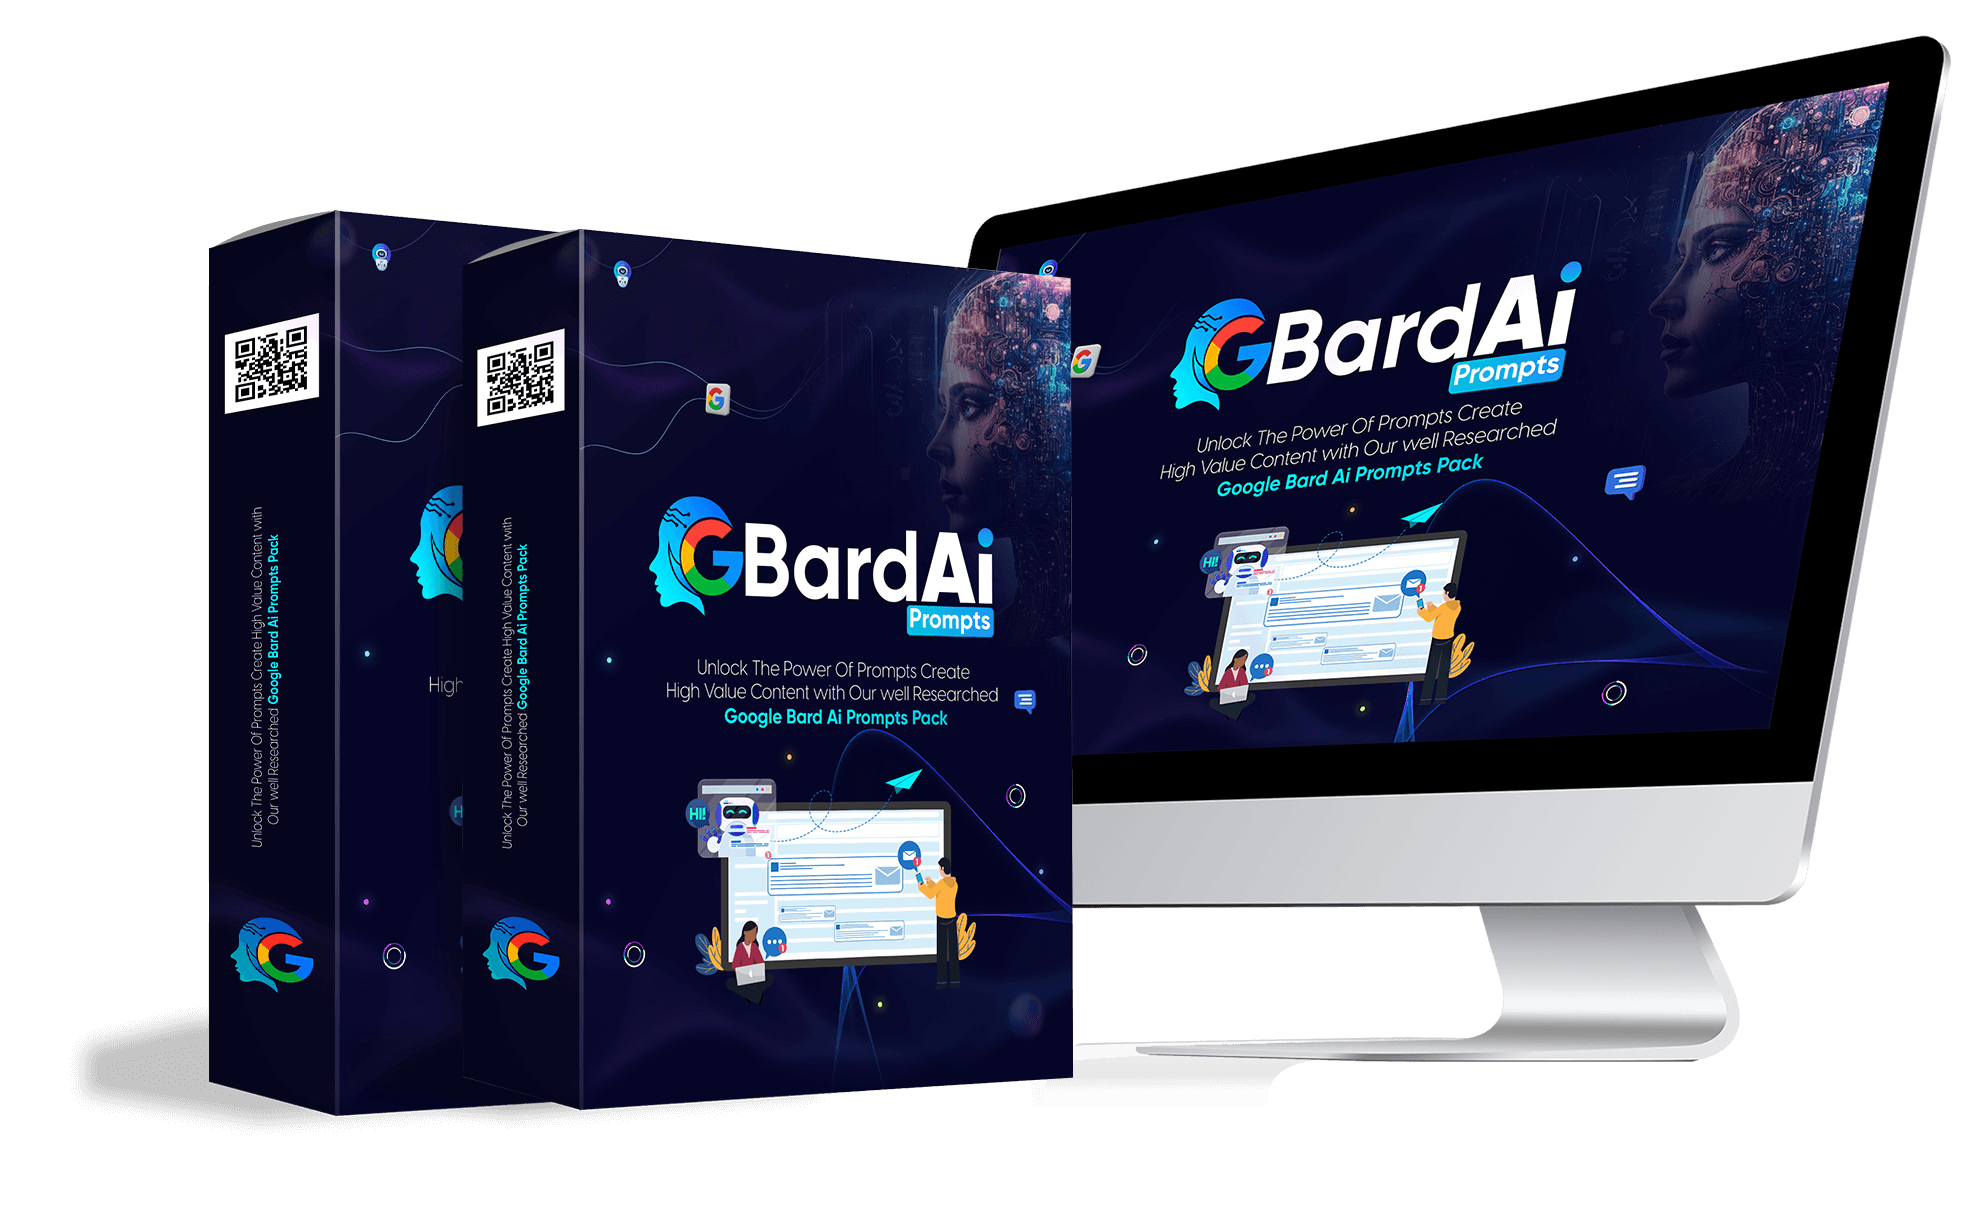 Unlock The Power Of Prompts Create High Value Content with
Our well Researched Google Bard Ai Prompts Pack
High
H
Unlock The Power Of Prompts Create High Value Content with
Our well Researched Google Bard Ai Prompts Pack
GBardAi
Prompts
Unlock The Power Of Prompts Create
High Value Content with Our well Researched
Google Bard Ai Prompts Pack
HI!
GBardAi
Prompts
Unlock The Power Of Prompts Create
High Value Content with Our well Researched
Google Bard Ai Prompts Pack
HI!